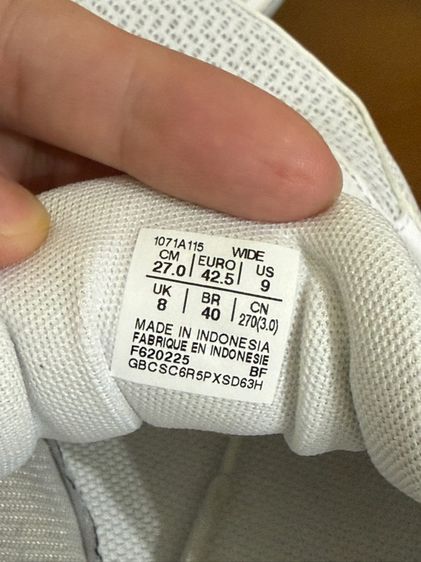 1071A115 WIDE
CM EURO US
27.0 42.5 9
UK BR CN
8 40 270(3.0)
MADE IN INDONESIA
FABRIQUE EN INDONESIE
F620225 BF
GBCSC6R5PXSD63H